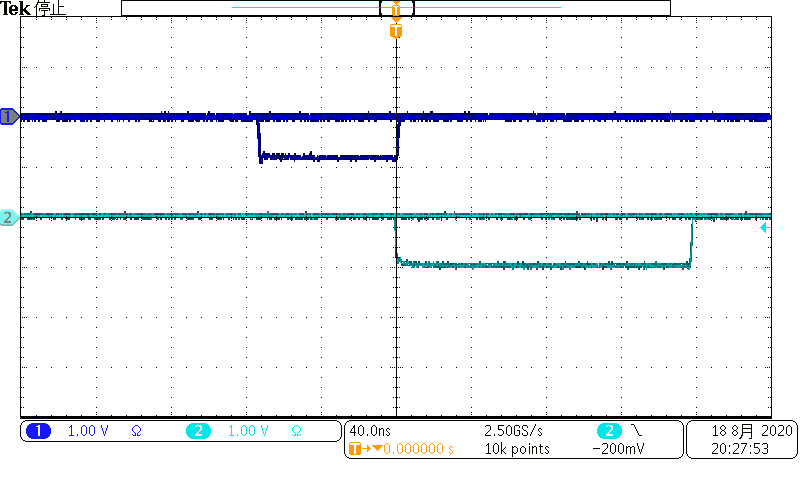 Tek 停止
T
T
1
2
1 1.00 V Ω 2 1.00 V Ω
40.0ns 2.50GS/s 2
T→▼0.000000 s 10k points −200mV
18 8月 2020
20:27:53